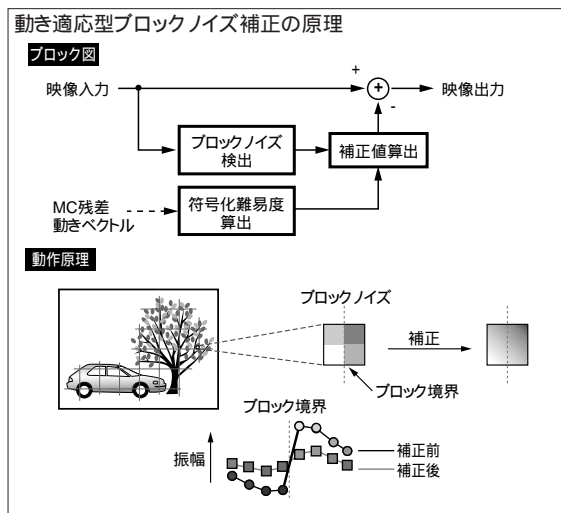 動き適応型ブロックノイズ補正の原理
ブロック図
映像入力
+
+
映像出力
-
ブロックノイズ
検出
補正値算出
MC残差
動きベクトル
符号化難易度
算出
動作原理
ブロックノイズ
補正
ブロック境界
ブロック境界
振幅
補正前
補正後